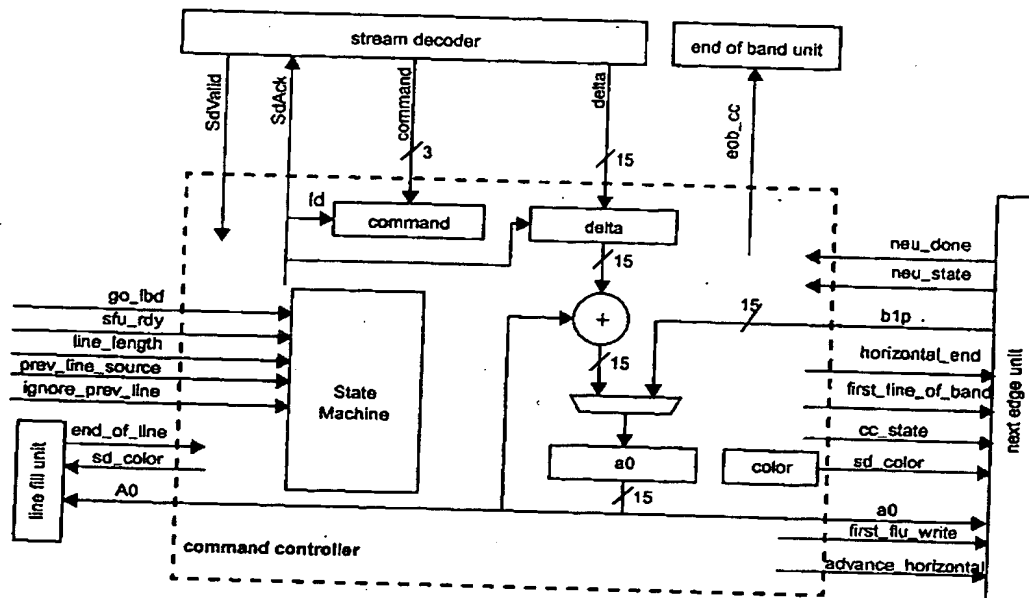 stream decoder
end of band unit
SdValid
SdAck
command
delta
eob_cc
3
15
fd
command
delta
15
neu_done
neu_state
go_lbd
sfu_rdy
line_length
prev_line_source
ignore_prev_line
+
15
b1p
15
horizontal_end
first_line_of_band
cc_state
State
Machine
next edge unit
line fill unit
end_of_line
sd_color
A0
a0
color
sd_color
15
a0
command controller
first_flu_write
advance_horizontal